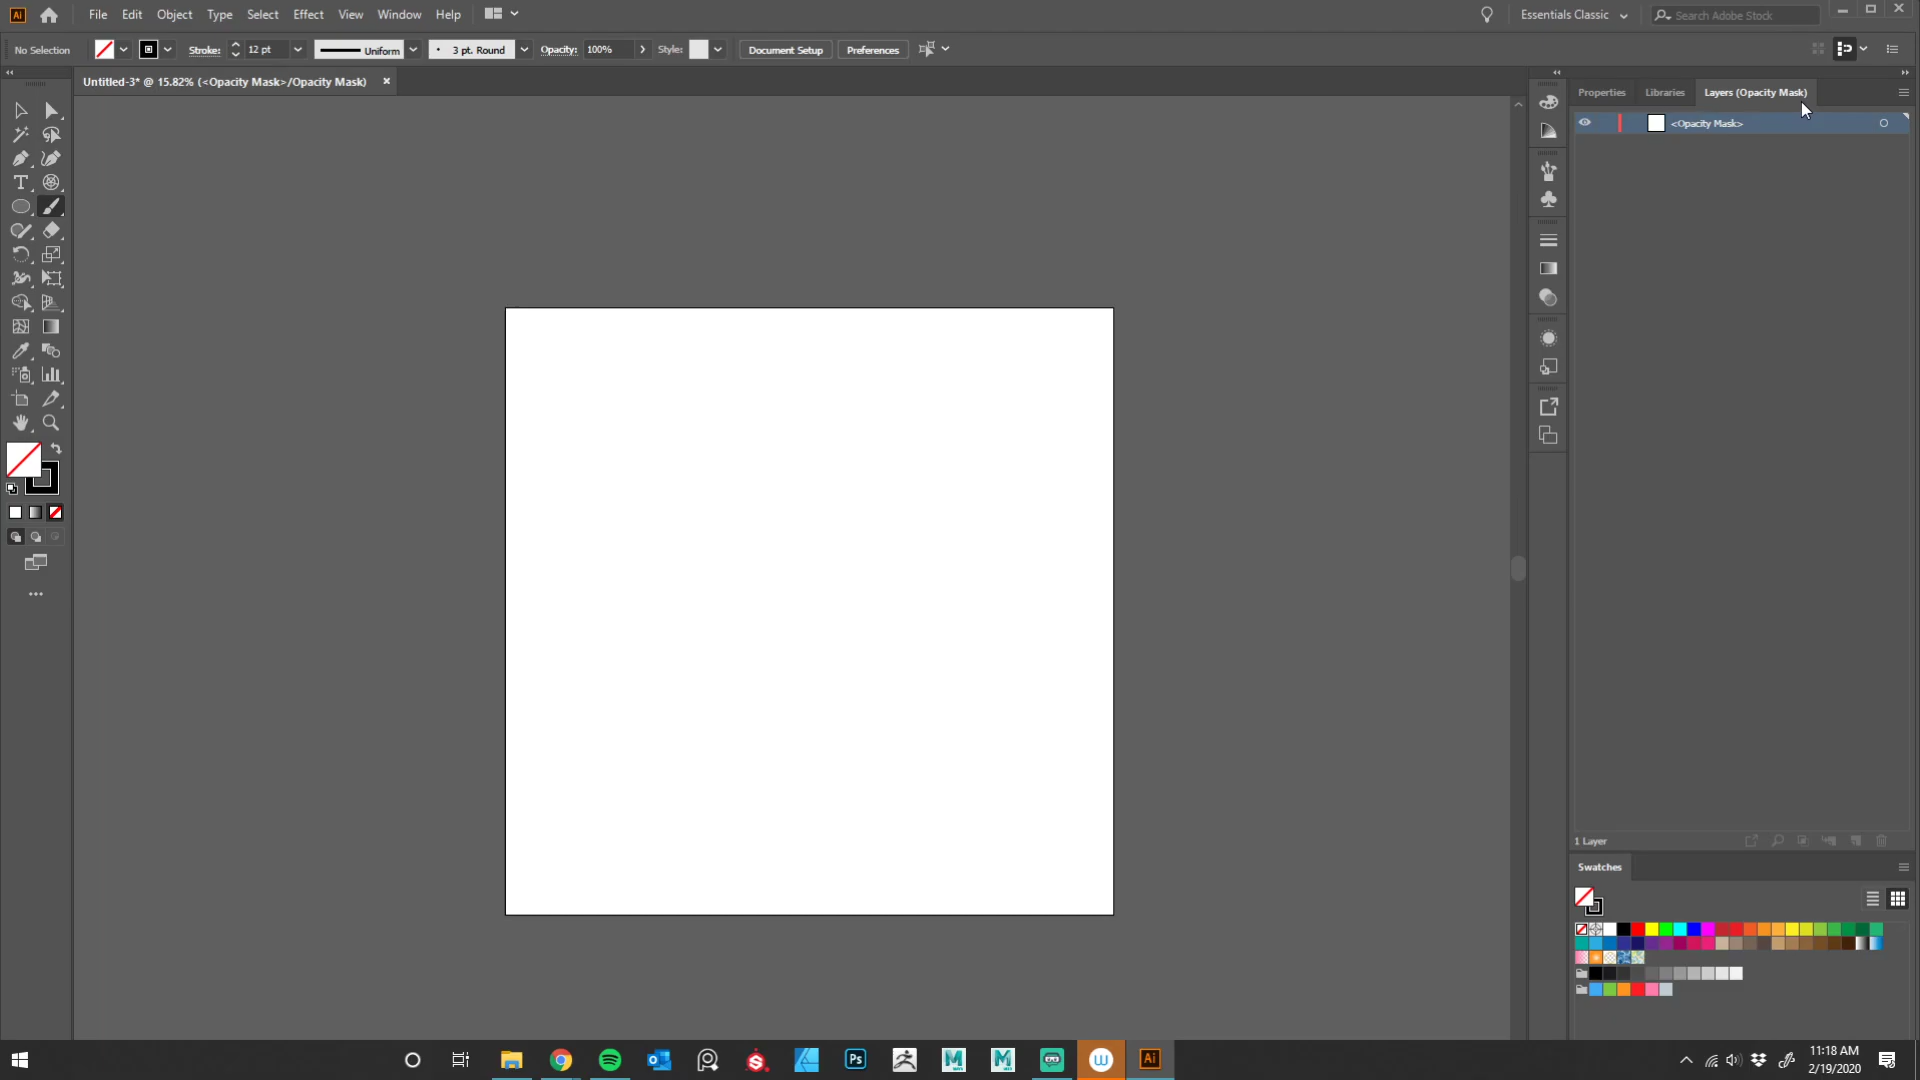 File Edit Object Type Select Effect View Window Help
Essentials Classic
Search Adobe Stock
No Selection
Stroke:
12 pt
Uniform
3 pt. Round
Opacity:
100%
Style:
Document Setup
Preferences
Untitled-3* @ 15.82% (<Opacity Mask>/Opacity Mask)
Properties
Libraries
Layers (Opacity Mask)
<Opacity Mask>
1 Layer
Swatches
11:18 AM
2/19/2020